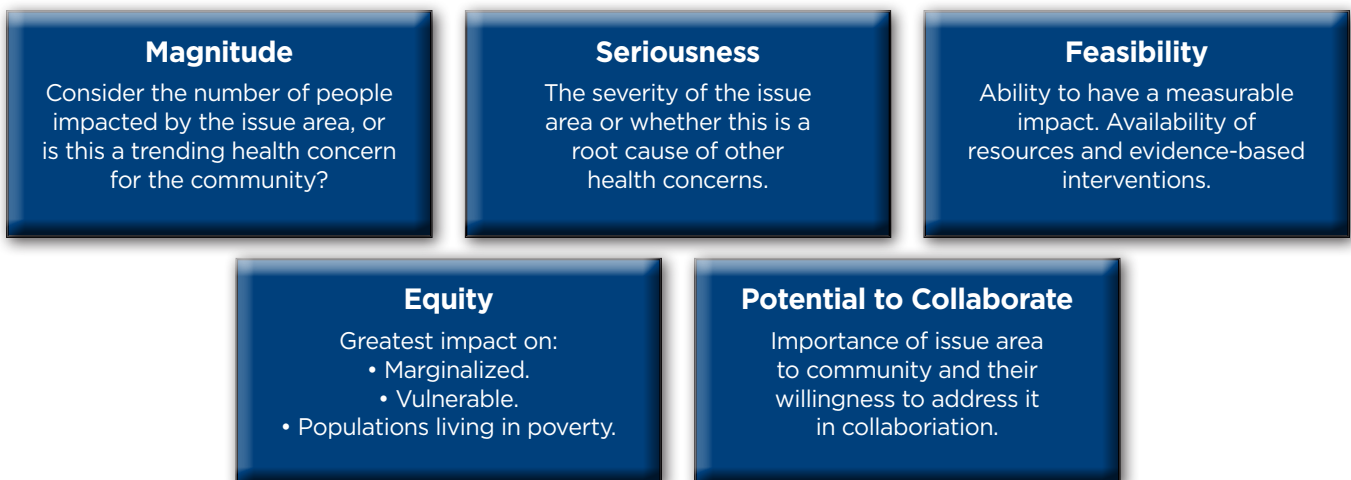 Magnitude
Consider the number of people
impacted by the issue area, or
is this a trending health concern
for the community?
Seriousness
The severity of the issue
area or whether this is a
root cause of other
health concerns.
Feasibility
Ability to have a measurable
impact. Availability of
resources and evidence-based
interventions.
Equity
Greatest impact on:
• Marginalized.
• Vulnerable.
• Populations living in poverty.
Potential to Collaborate
Importance of issue area
to community and their
willingness to address it
in collaboriation.